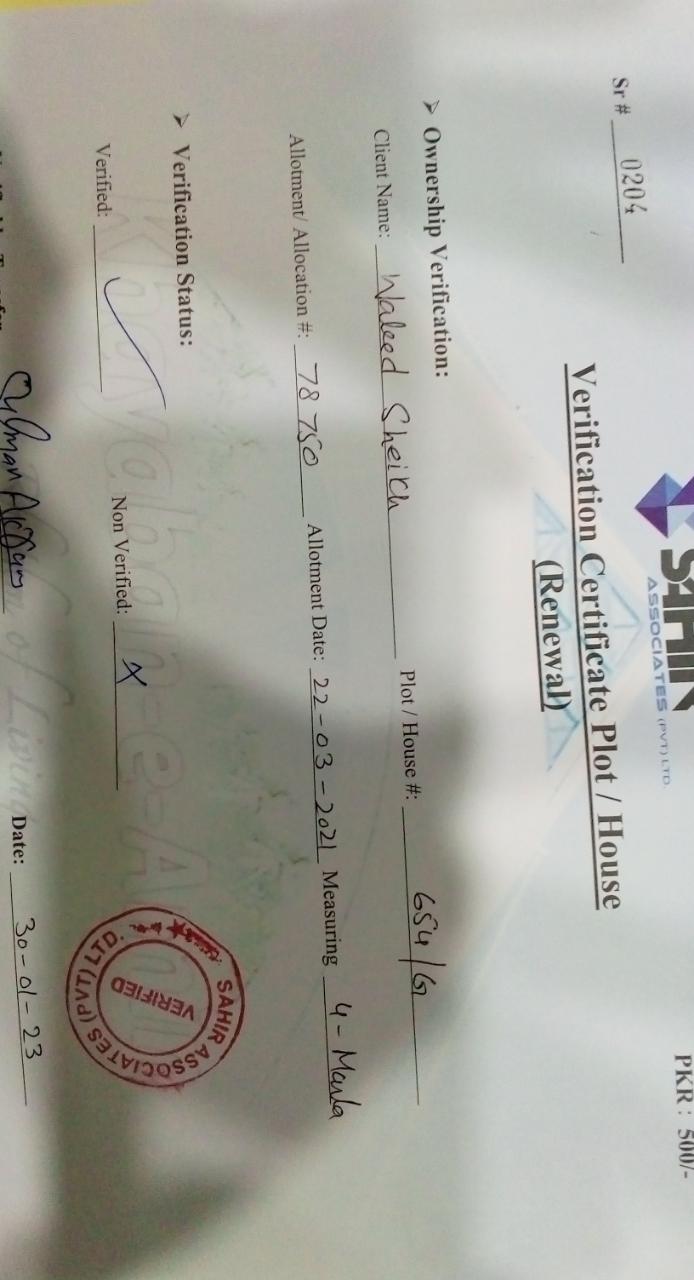 SAHIR
ASSOCIATES (PVT) LTD.
PKR : 500/-
Sr # 0204
Verification Certificate Plot / House
(Renewal)
➤ Ownership Verification:
Client Name: Waleed Sheikh Plot / House #: 654/G
Allotment/ Allocation #: 78750 Allotment Date: 22-03-2021 Measuring 4-Marla
➤ Verification Status:
Verified: ✓ Non Verified: x
SAHIR ASSOCIATES (PVT) LTD.
VERIFIED
Date: 30-01-23